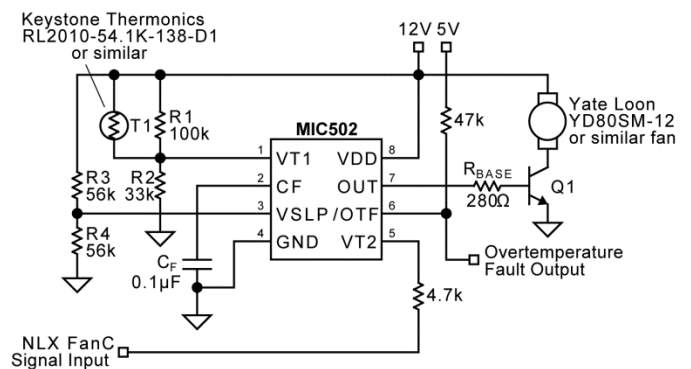 Keystone Thermonics
RL2010-54.1K-138-D1
or similar
12V 5V
T1
R1
100k
47k
Yate Loon
YD80SM-12
or similar fan
MIC502
1 VT1 VDD 8
2 CF OUT 7
3 VSLP /OTF 6
4 GND VT2 5
R3
56k
R2
33k
RBASE
280Ω
Q1
R4
56k
CF
0.1µF
Overtemperature
Fault Output
4.7k
NLX FanC
Signal Input